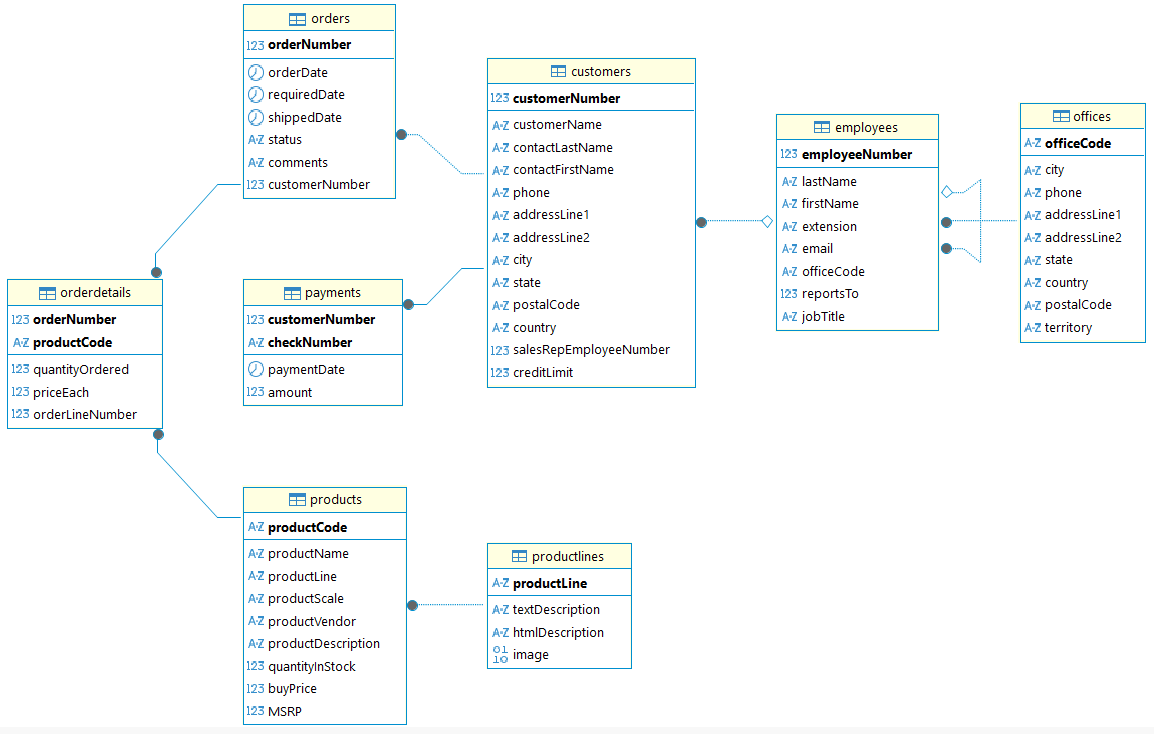 orders
123 orderNumber
orderDate
requiredDate
shippedDate
A-Z status
A-Z comments
123 customerNumber
customers
123 customerNumber
A-Z customerName
A-Z contactLastName
A-Z contactFirstName
A-Z phone
A-Z addressLine1
A-Z addressLine2
A-Z city
A-Z state
A-Z postalCode
A-Z country
123 salesRepEmployeeNumber
123 creditLimit
employees
123 employeeNumber
A-Z lastName
A-Z firstName
A-Z extension
A-Z email
A-Z officeCode
123 reportsTo
A-Z jobTitle
offices
A-Z officeCode
A-Z city
A-Z phone
A-Z addressLine1
A-Z addressLine2
A-Z state
A-Z country
A-Z postalCode
A-Z territory
orderdetails
123 orderNumber
A-Z productCode
123 quantityOrdered
123 priceEach
123 orderLineNumber
payments
123 customerNumber
A-Z checkNumber
paymentDate
123 amount
products
A-Z productCode
A-Z productName
A-Z productLine
A-Z productScale
A-Z productVendor
A-Z productDescription
123 quantityInStock
123 buyPrice
123 MSRP
productlines
A-Z productLine
A-Z textDescription
A-Z htmlDescription
01
10 image